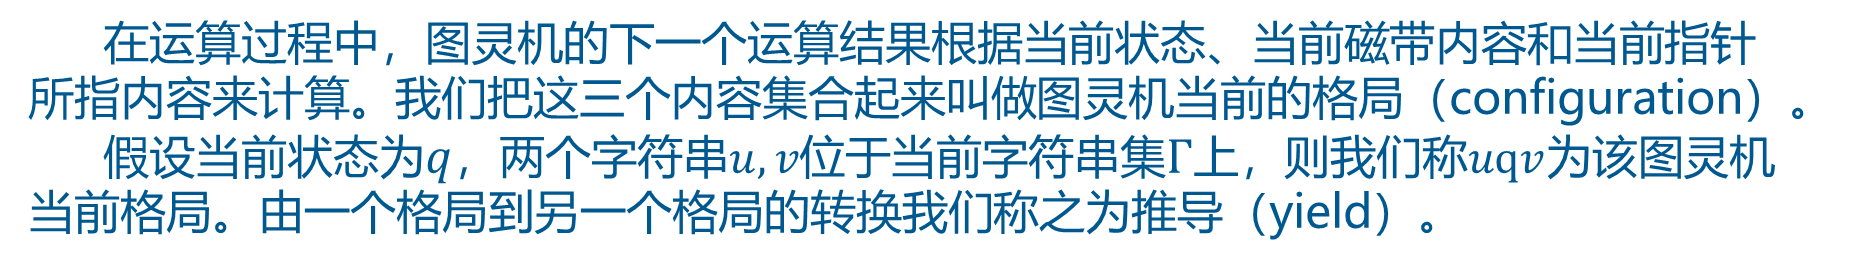 在运算过程中，图灵机的下一个运算结果根据当前状态、当前磁带内容和当前指针
所指内容来计算。我们把这三个内容集合起来叫做图灵机当前的格局（configuration）。
假设当前状态为q，两个字符串u, v位于当前字符串集Γ上，则我们称uqv为该图灵机
当前格局。由一个格局到另一个格局的转换我们称之为推导（yield）。